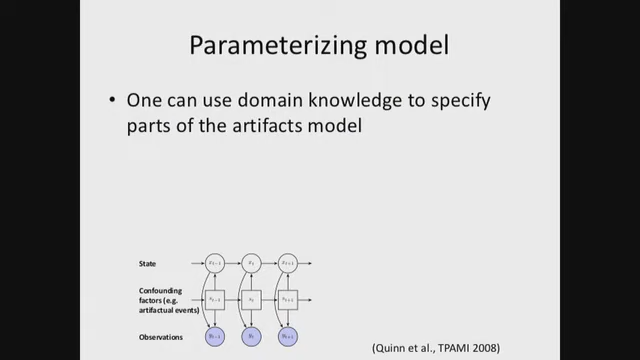 Parameterizing model
• One can use domain knowledge to specify
parts of the artifacts model
State
Confounding
factors (e.g.
artifactual events)
Observations
(Quinn et al., TPAMI 2008)